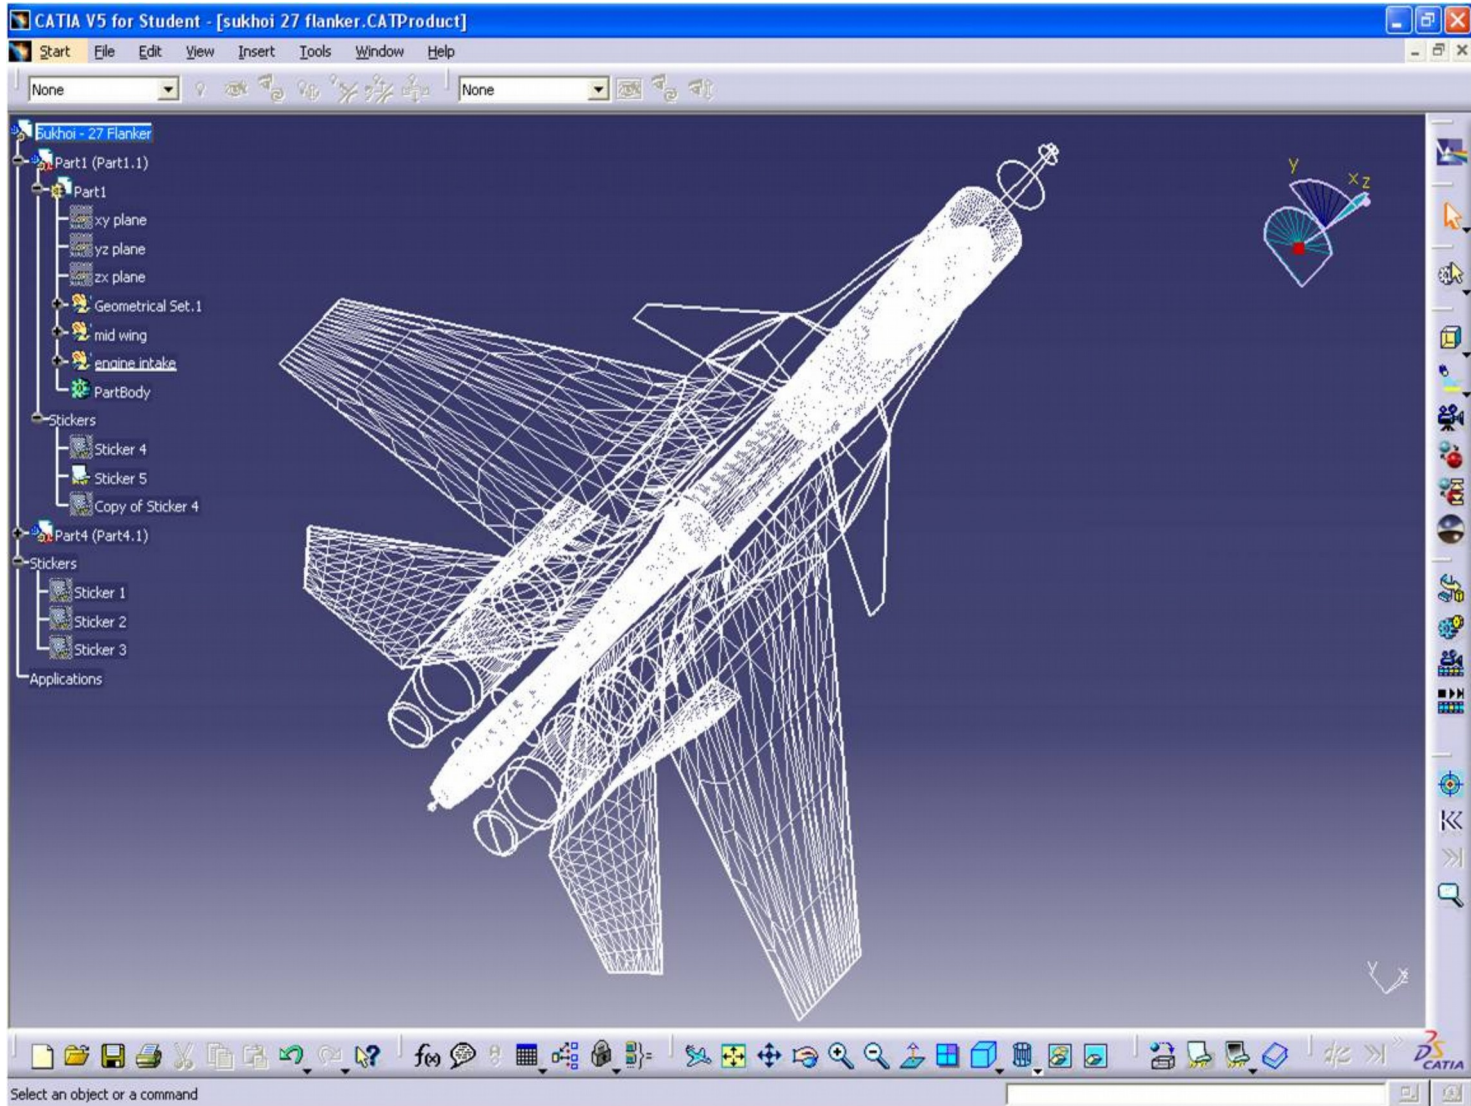 CATIA V5 for Student - [sukhoi 27 flanker.CATProduct]
Start File Edit View Insert Tools Window Help
None None
Sukhoi - 27 Flanker
Part1 (Part1.1)
Part1
xy plane
yz plane
zx plane
Geometrical Set.1
mid wing
engine intake
PartBody
Stickers
Sticker 4
Sticker 5
Copy of Sticker 4
Part4 (Part4.1)
Stickers
Sticker 1
Sticker 2
Sticker 3
Applications
y x z
y x z
f(x)
DS CATIA
Select an object or a command